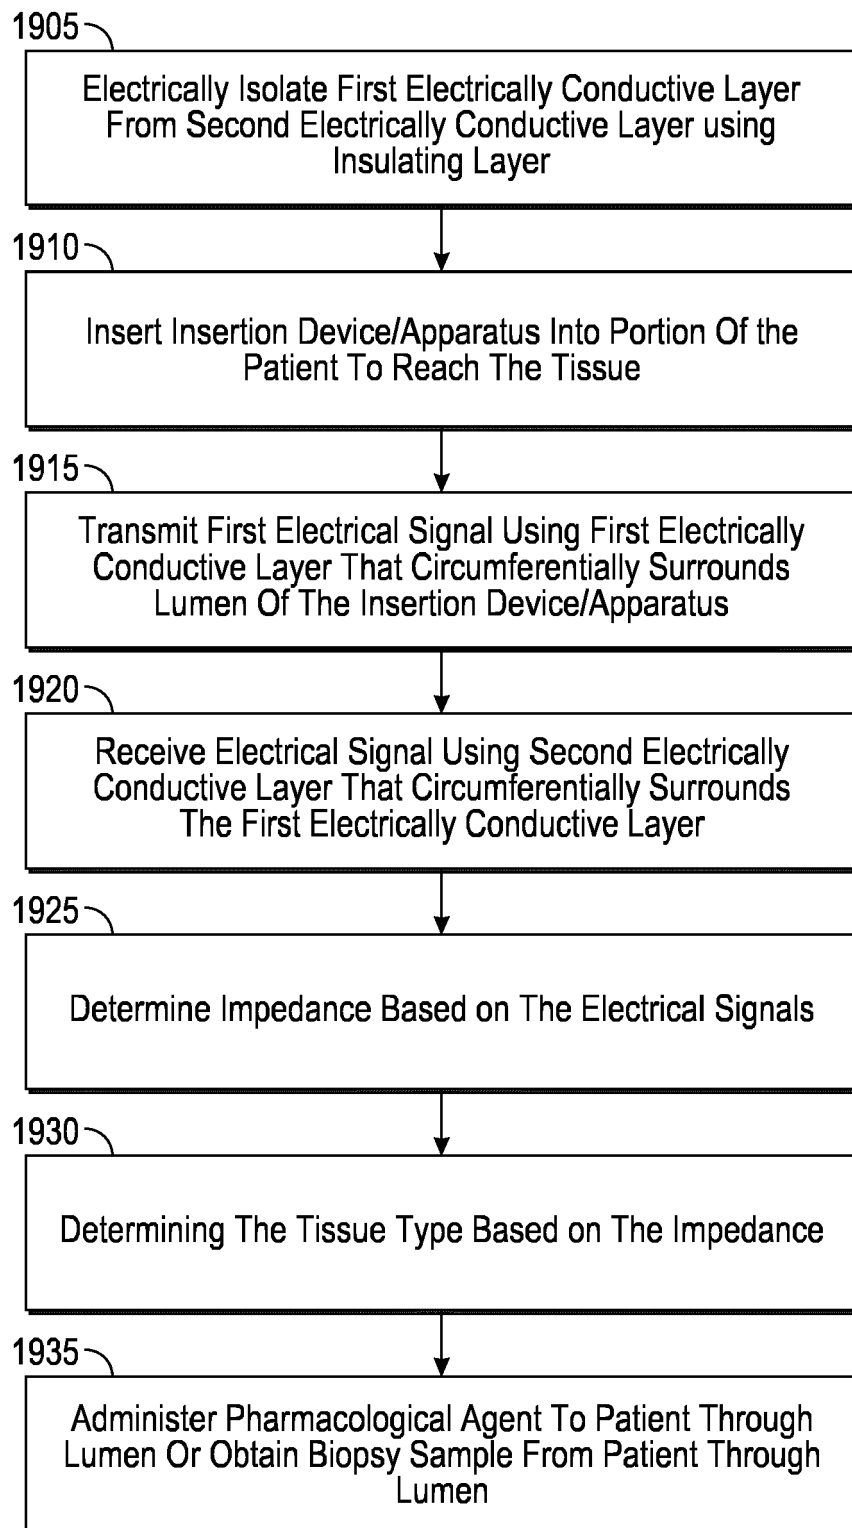 1905
Electrically Isolate First Electrically Conductive Layer
From Second Electrically Conductive Layer using
Insulating Layer
1910
Insert Insertion Device/Apparatus Into Portion Of the
Patient To Reach The Tissue
1915
Transmit First Electrical Signal Using First Electrically
Conductive Layer That Circumferentially Surrounds
Lumen Of The Insertion Device/Apparatus
1920
Receive Electrical Signal Using Second Electrically
Conductive Layer That Circumferentially Surrounds
The First Electrically Conductive Layer
1925
Determine Impedance Based on The Electrical Signals
1930
Determining The Tissue Type Based on The Impedance
1935
Administer Pharmacological Agent To Patient Through
Lumen Or Obtain Biopsy Sample From Patient Through
Lumen